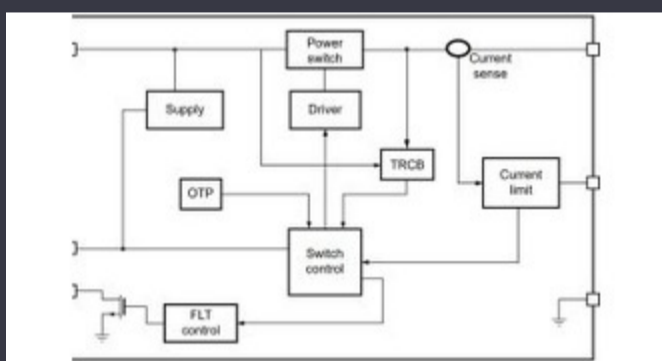 Power
switch
Current
sense
Supply
Driver
TRCB
Current
limit
OTP
Switch
control
FLT
control